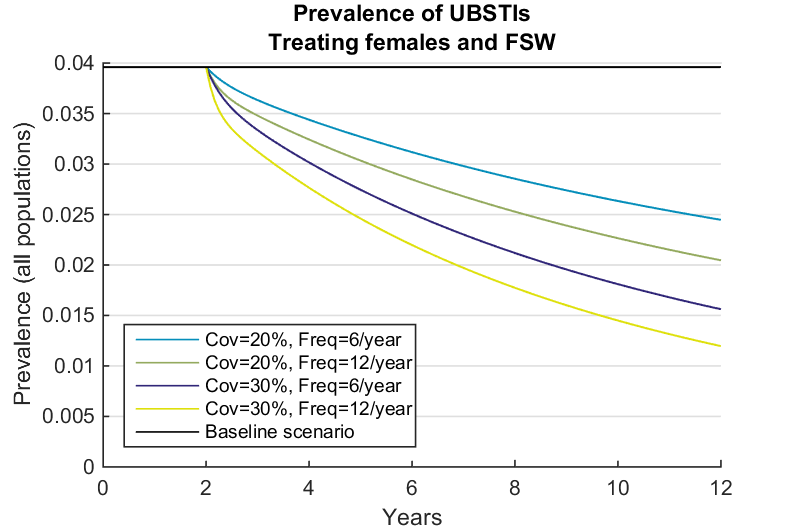 Prevalence of UBSTIs
Treating females and FSW
0.04
0.035
0.03
0.025
0.02
0.015
0.01
0.005
0
Prevalence (all populations)
Cov=20%, Freq=6/year
Cov=20%, Freq=12/year
Cov=30%, Freq=6/year
Cov=30%, Freq=12/year
Baseline scenario
0 2 4 6 8 10 12
Years